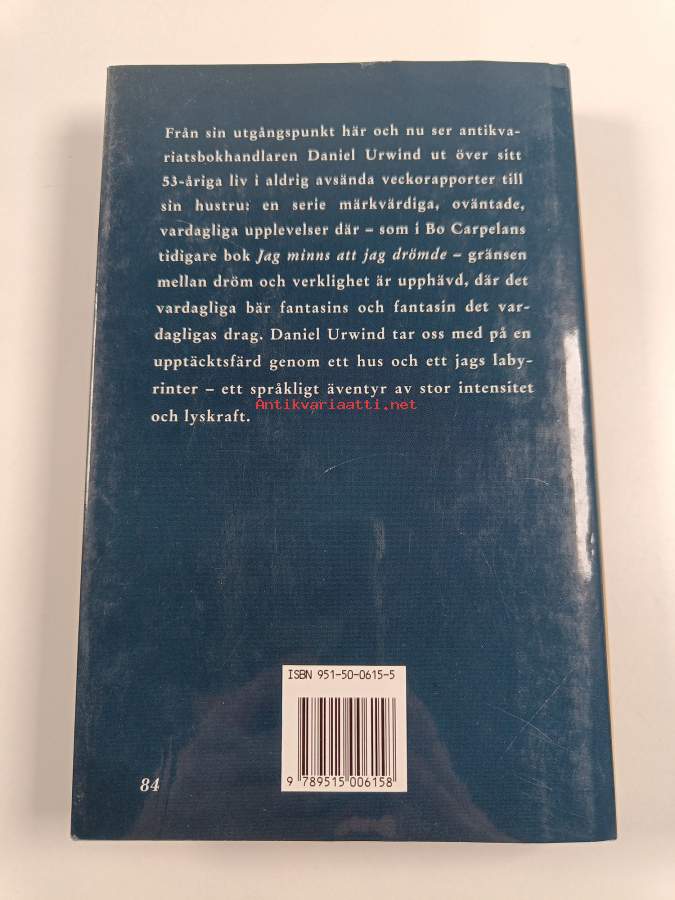 Från sin utgångspunkt här och nu ser antikva-
riatsbokhandlaren Daniel Urwind ut över sitt
53-åriga liv i aldrig avsända veckorapporter till
sin hustru: en serie märkvärdiga, oväntade,
vardagliga upplevelser där – som i Bo Carpelans
tidigare bok Jag minns att jag drömde – gränsen
mellan dröm och verklighet är upphävd, där det
vardagliga bär fantasins och fantasin det var-
dagligas drag. Daniel Urwind tar oss med på en
upptäcktsfärd genom ett hus och ett jags laby-
rinter – ett språkligt äventyr av stor intensitet
Antikvariaatti.net
och lyskraft.
ISBN 951-50-0615-5
9 789515 006158
84